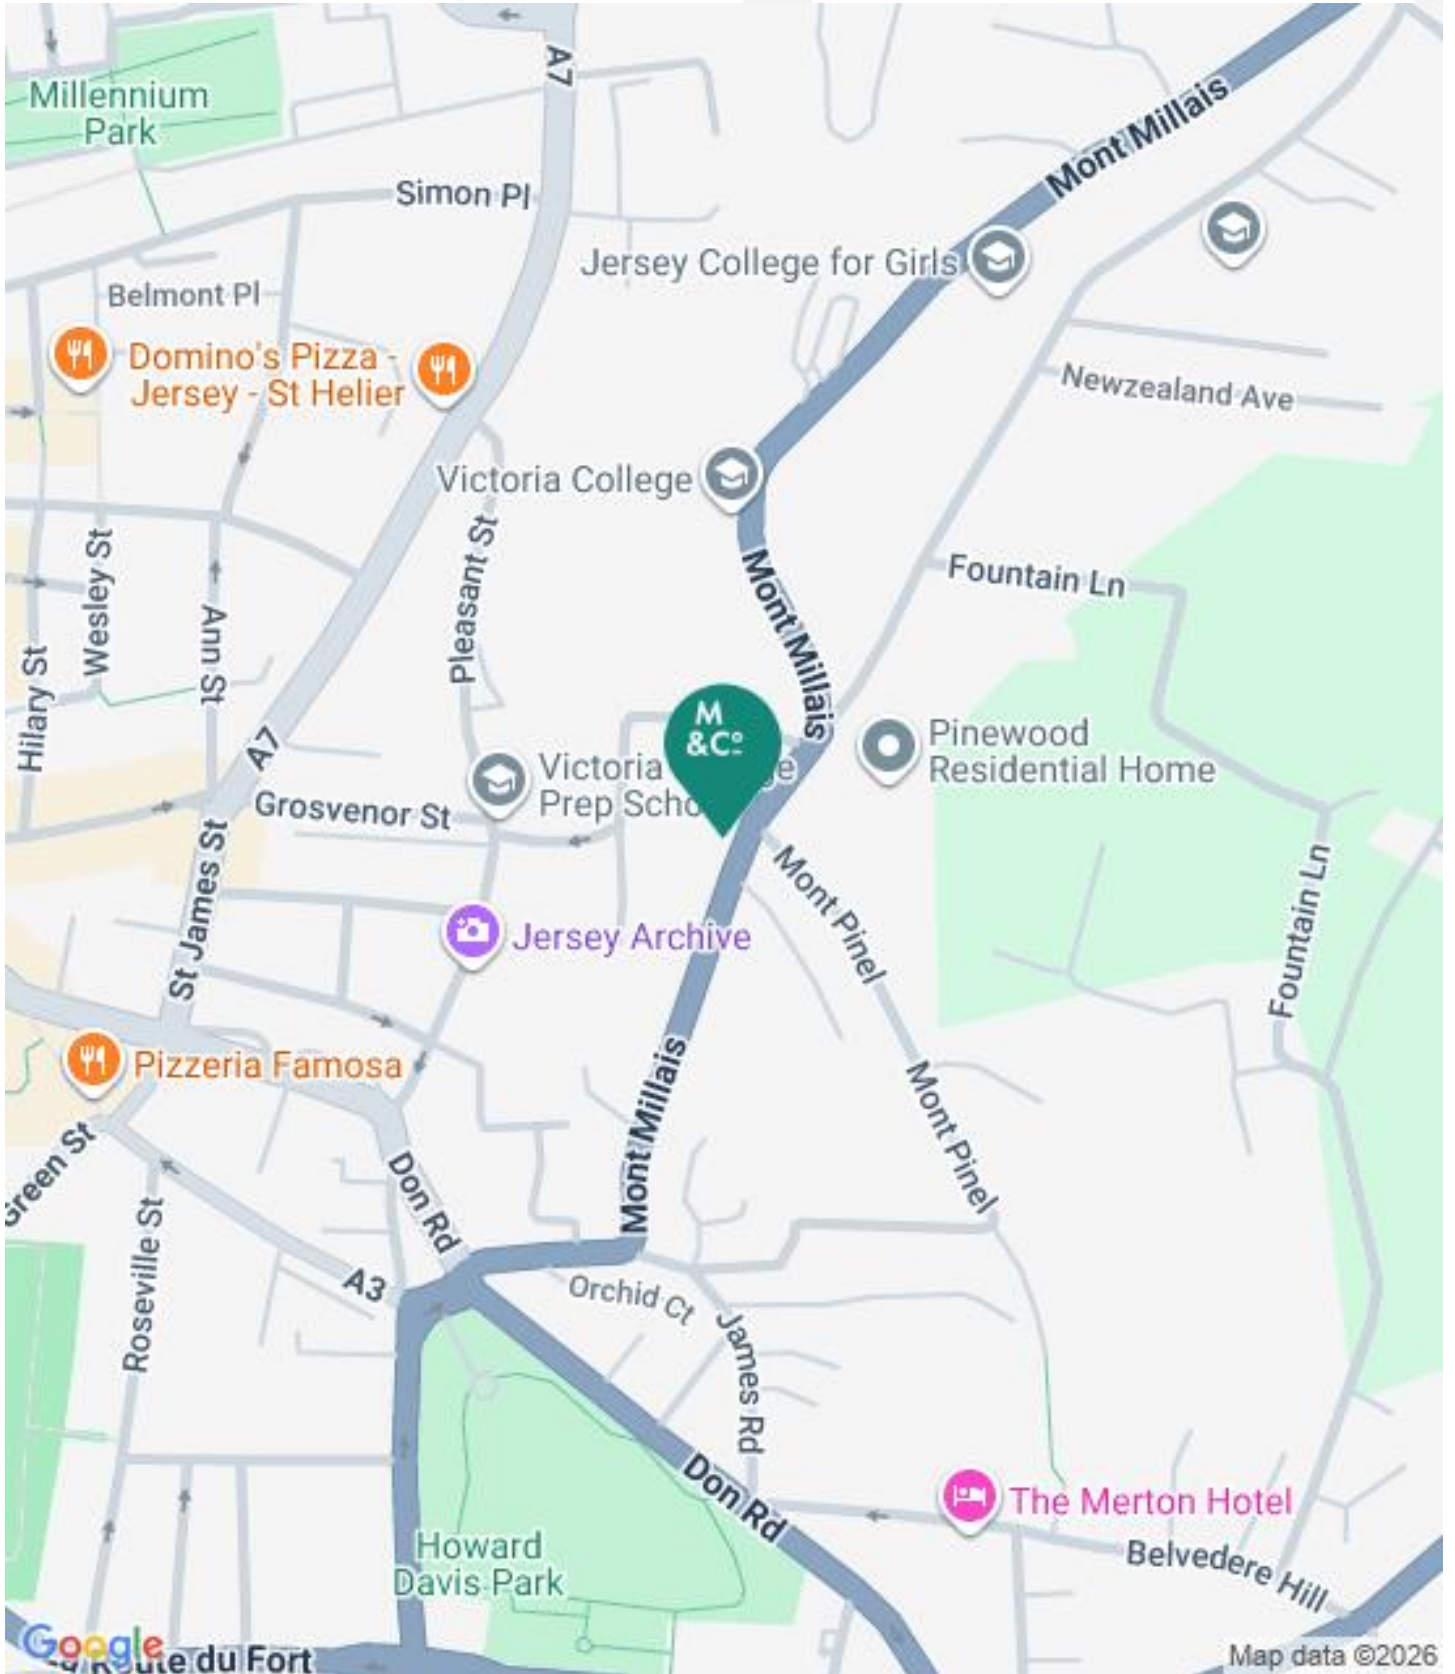 A7
Millennium
Park
Mont Millais
Simon Pl
Jersey College for Girls
Belmont Pl
Domino's Pizza -
Jersey - St Helier
Newzealand Ave
Victoria College
Pleasant St
Wesley St
Ann St
Hilary St
Mont Millais
Fountain Ln
M
&Co
Pinewood
Residential Home
A7
Victoria
Prep
Grosvenor St
St James St
Mont Pinel
Fountain Ln
Jersey Archive
Pizzeria Famosa
Mont Millais
Mont Pinel
Green St
Don Rd
Roseville St
A3
Orchid Ct
James Rd
Don Rd
The Merton Hotel
Howard
Davis Park
Belvedere Hill
Google
Route du Fort
Map data ©2026